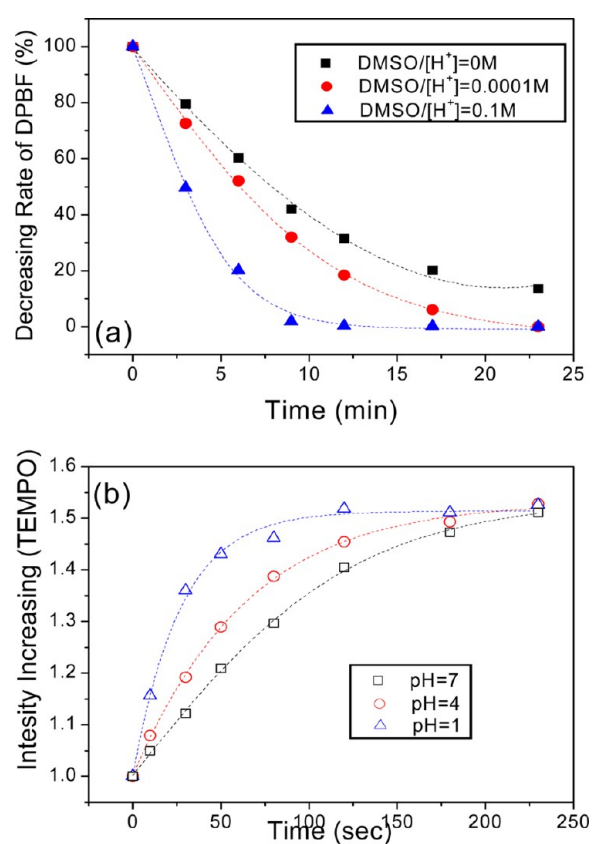 Decreasing Rate of DPBF (%)
100
80
60
40
20
0
DMSO/[H⁺]=0M
DMSO/[H⁺]=0.0001M
DMSO/[H⁺]=0.1M
(a)
0 5 10 15 20 25
Time (min)
Intesity Increasing (TEMPO)
1.6
1.5
1.4
1.3
1.2
1.1
1.0
(b)
pH=7
pH=4
pH=1
0 50 100 150 200 250
Time (sec)